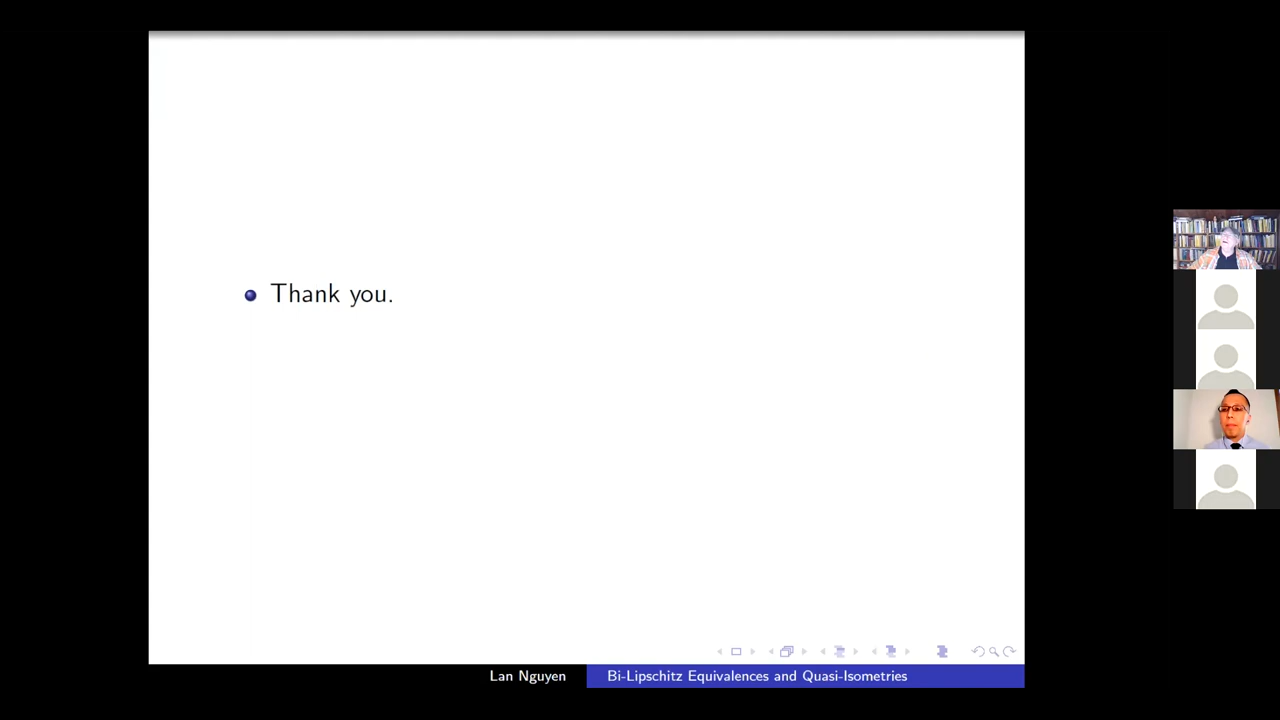 Thank you.
Lan Nguyen
Bi-Lipschitz Equivalences and Quasi-Isometries